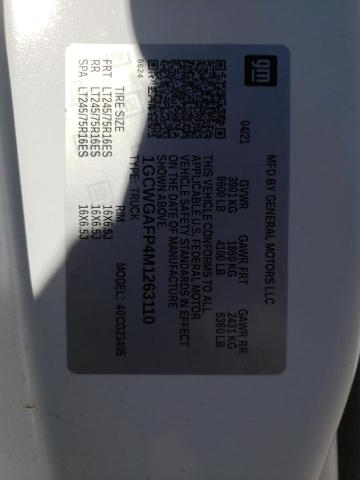 gm
MFD BY GENERAL MOTORS LLC
04/21 GVWR GAWR FRT GAWR RR
3901 KG 1860 KG 2431 KG
8600 LB 4100 LB 5360 LB
THIS VEHICLE CONFORMS TO ALL
APPLICABLE U.S. FEDERAL MOTOR
VEHICLE SAFETY STANDARDS IN EFFECT
ON THE DATE OF MANUFACTURE
SHOWN ABOVE.
1GCWGAFP4M1263110
8624 TYPE: TRUCK MODEL: 40CG23405
TIRE SIZE RIM
FRT LT245/75R16ES 16X6.5J
RR LT245/75R16ES 16X6.5J
SPA LT245/75R16ES 16X6.5J